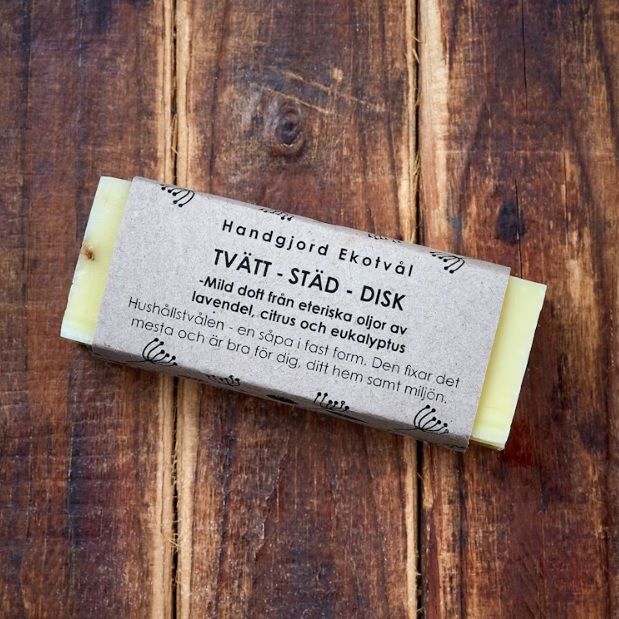 Handgjord Ekotvål
TVÄTT - STÄD - DISK
-Mild doft från eteriska oljor av
lavendel, citrus och eukalyptus
Hushållstvålen - en såpa i fast form. Den fixar det
mesta och är bra för dig, ditt hem samt miljön.